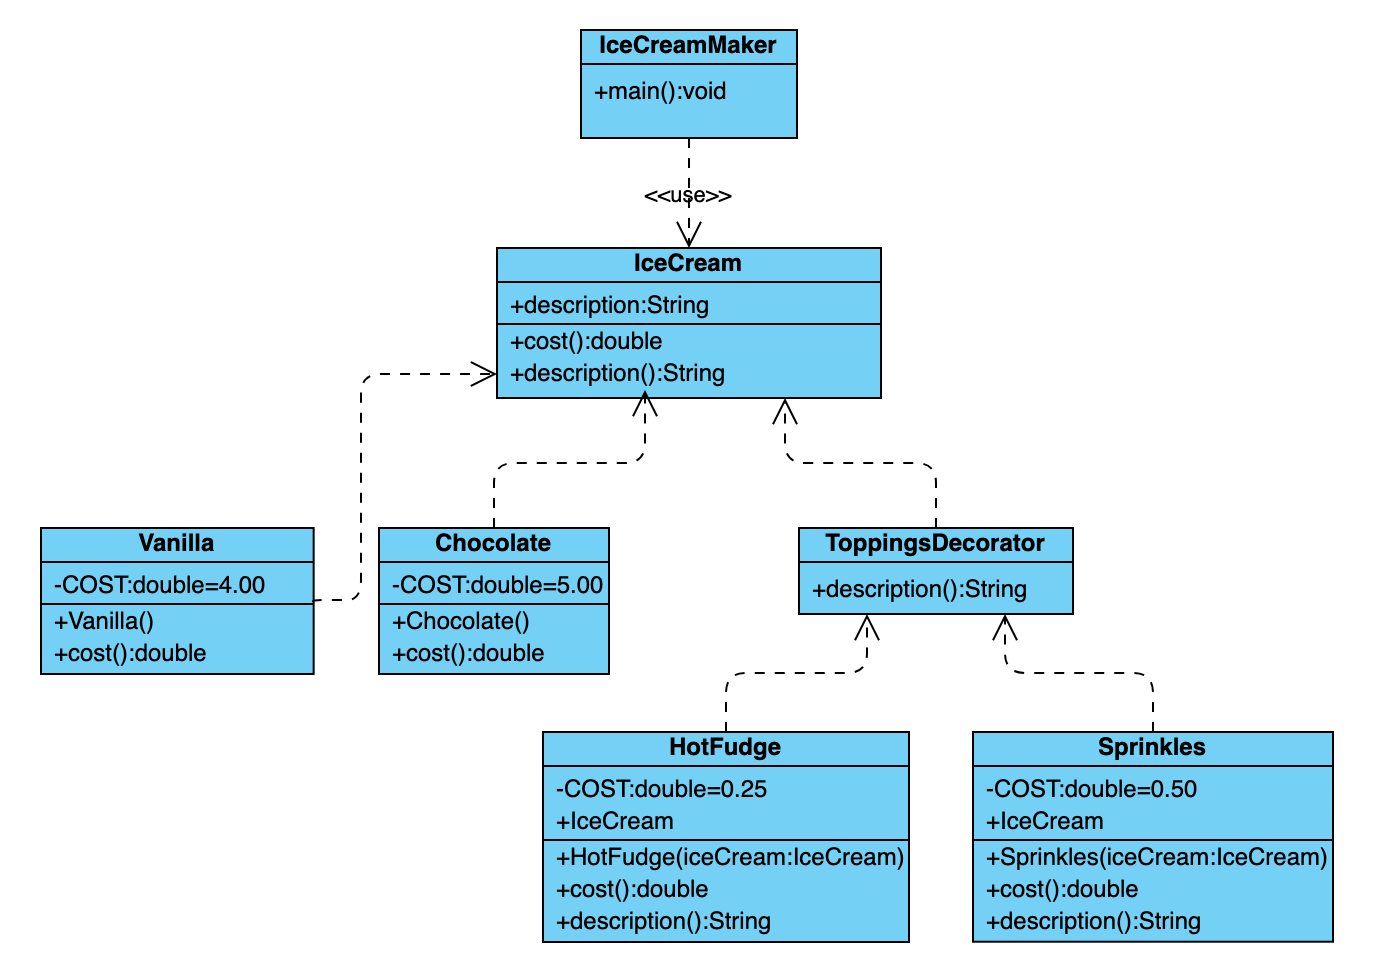 IceCreamMaker
+main():void
<<use>>
IceCream
+description:String
+cost():double
+description():String
Vanilla
-COST:double=4.00
+Vanilla()
+cost():double
Chocolate
-COST:double=5.00
+Chocolate()
+cost():double
ToppingsDecorator
+description():String
HotFudge
-COST:double=0.25
+IceCream
+HotFudge(iceCream:IceCream)
+cost():double
+description():String
Sprinkles
-COST:double=0.50
+IceCream
+Sprinkles(iceCream:IceCream)
+cost():double
+description():String